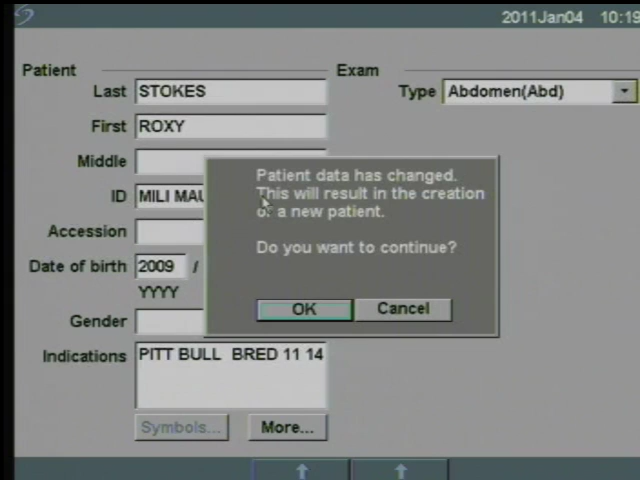 2011Jan04 10:19
Patient
Exam
Last STOKES
Type Abdomen(Abd)
First ROXY
Middle
ID MILI MAU
Accession
Date of birth 2009 /
YYYY
Gender
Indications PITT BULL BRED 11 14
Symbols... More...
Patient data has changed.
This will result in the creation
of a new patient.
Do you want to continue?
OK Cancel